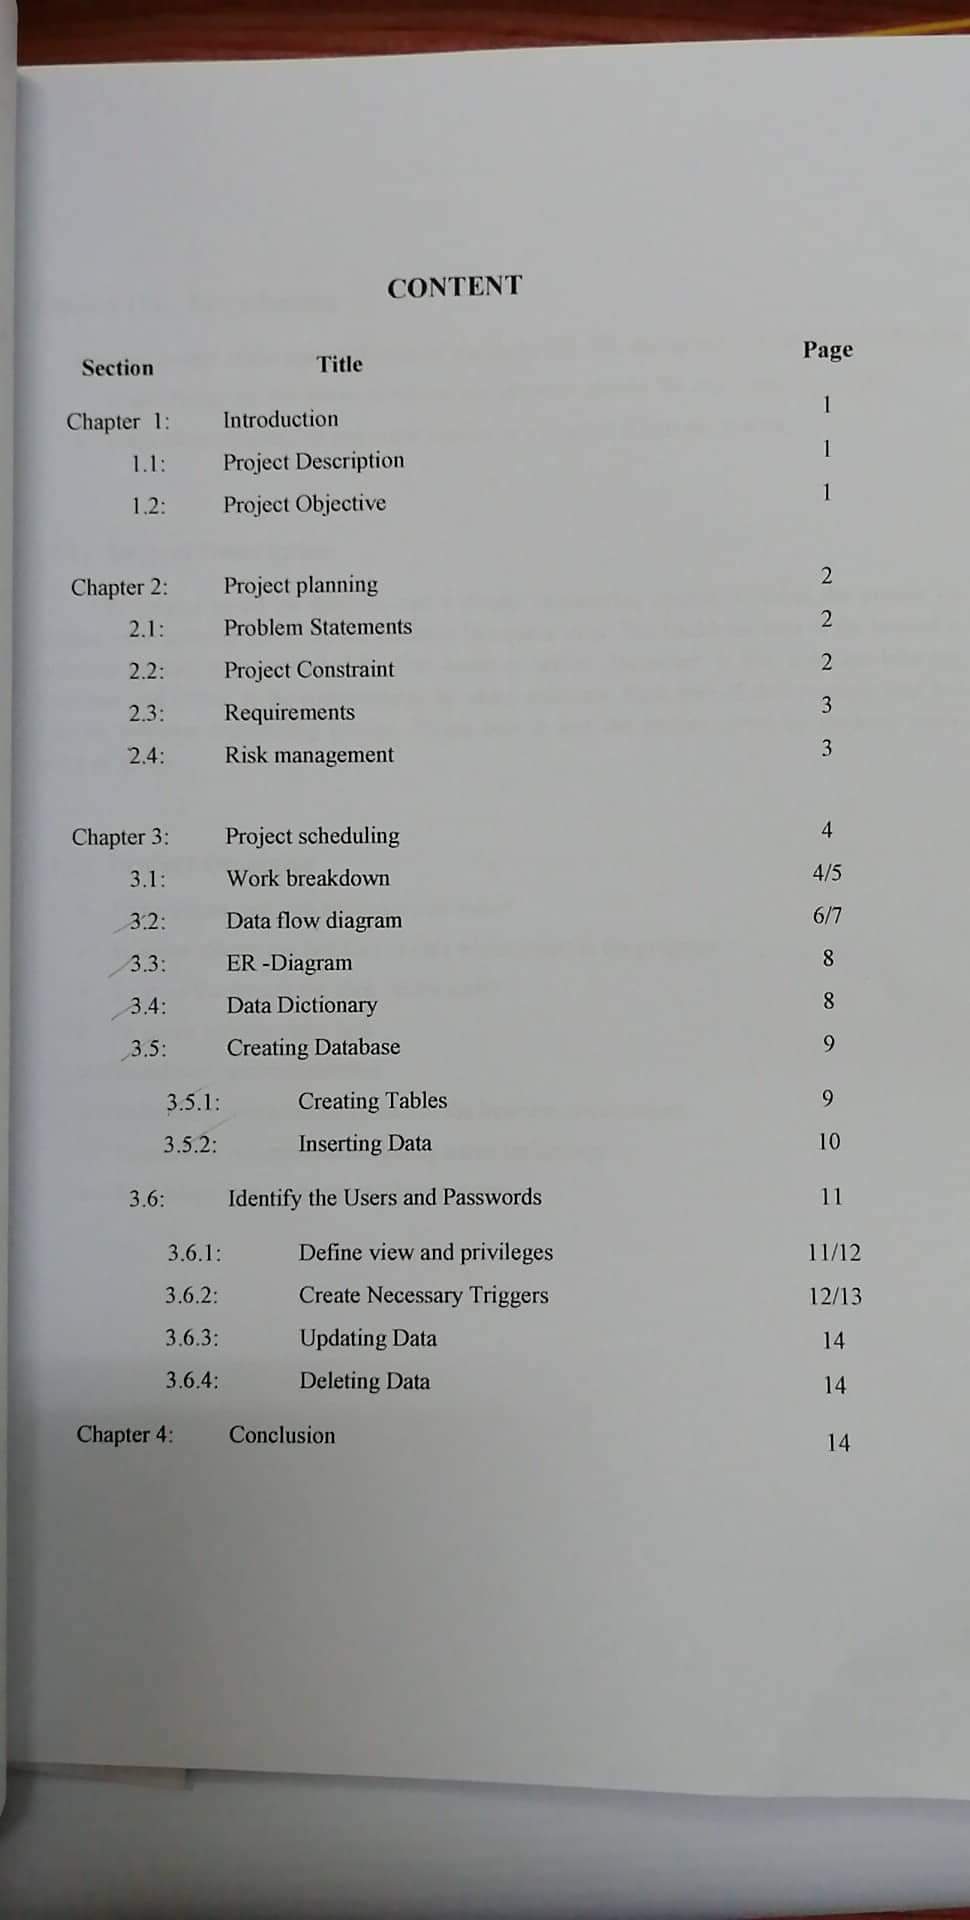 CONTENT
Section Title Page
Chapter 1: Introduction 1
1.1: Project Description 1
1.2: Project Objective 1
Chapter 2: Project planning 2
2.1: Problem Statements 2
2.2: Project Constraint 2
2.3: Requirements 3
2.4: Risk management 3
Chapter 3: Project scheduling 4
3.1: Work breakdown 4/5
3.2: Data flow diagram 6/7
3.3: ER -Diagram 8
3.4: Data Dictionary 8
3.5: Creating Database 9
3.5.1: Creating Tables 9
3.5.2: Inserting Data 10
3.6: Identify the Users and Passwords 11
3.6.1: Define view and privileges 11/12
3.6.2: Create Necessary Triggers 12/13
3.6.3: Updating Data 14
3.6.4: Deleting Data 14
Chapter 4: Conclusion 14